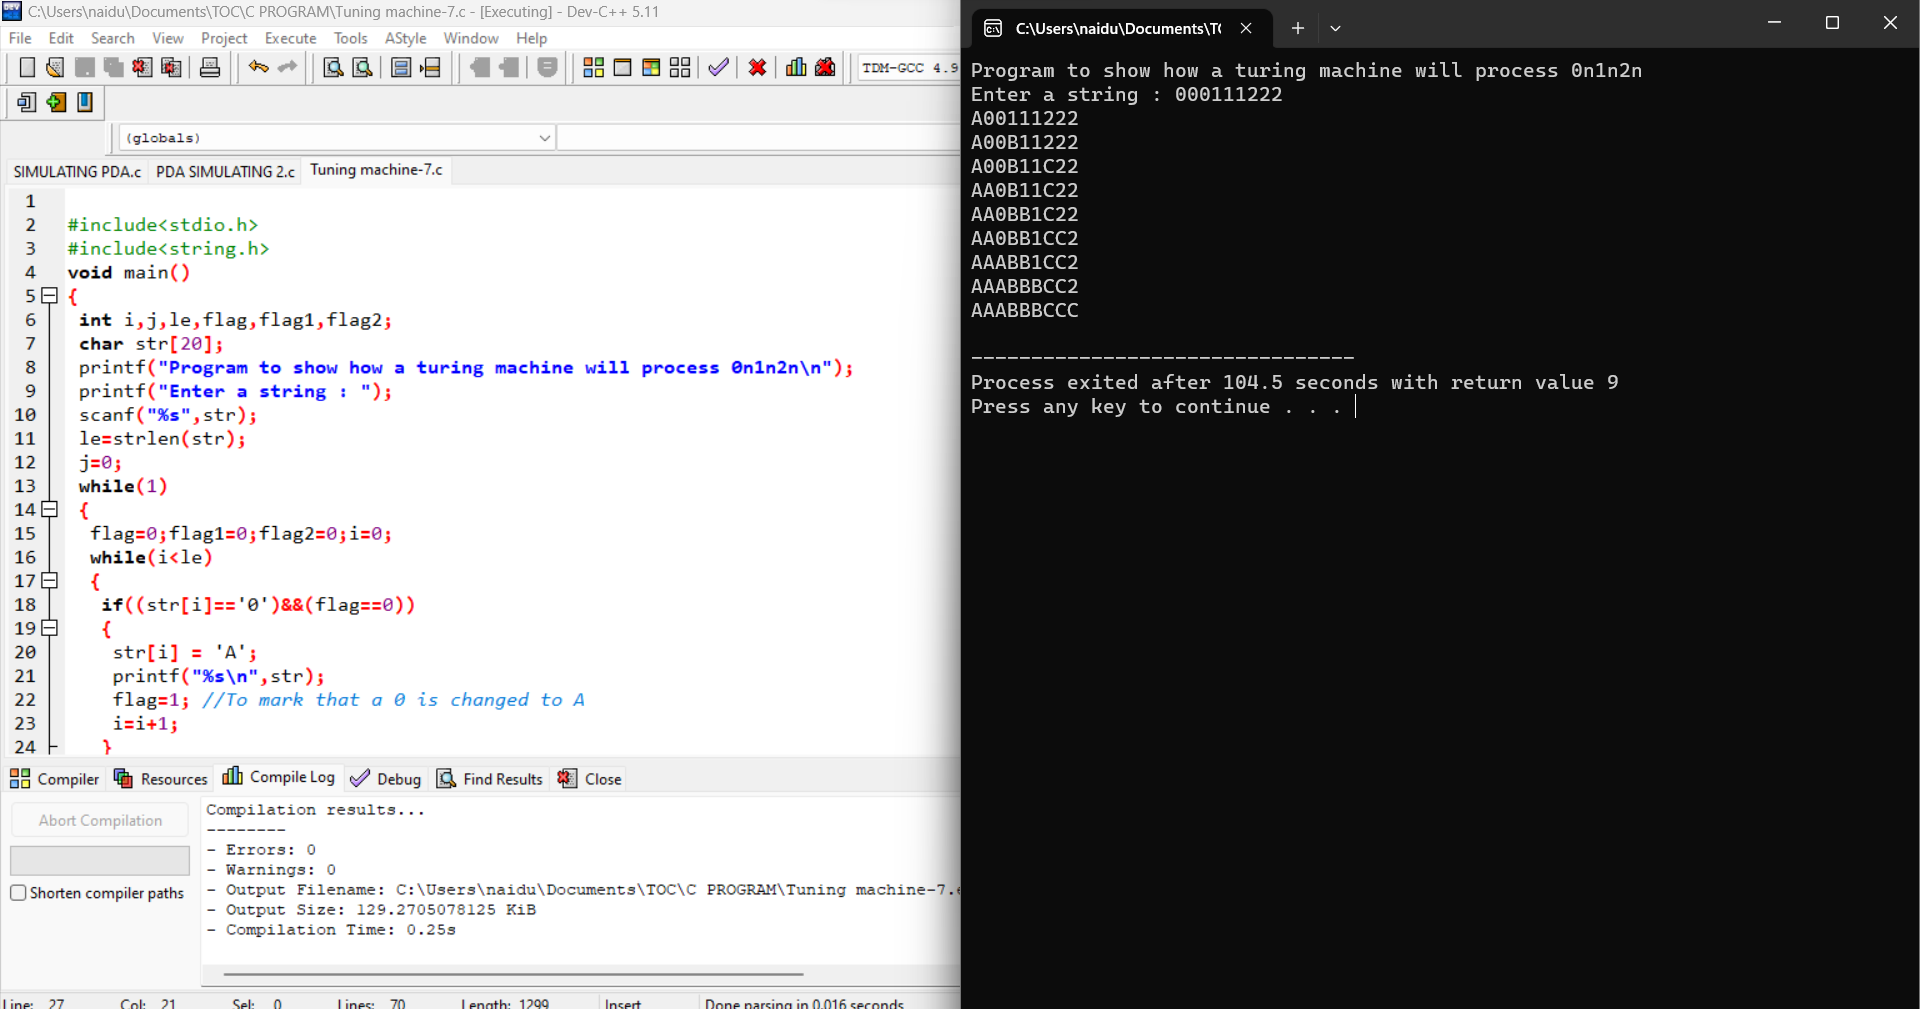 C:\Users\naidu\Documents\TOC\C PROGRAM\Tuning machine-7.c - [Executing] - Dev-C++ 5.11
File Edit Search View Project Execute Tools AStyle Window Help
TDM-GCC 4.9
(globals)
SIMULATING PDA.c PDA SIMULATING 2.c Tuning machine-7.c
1
2 #include<stdio.h>
3 #include<string.h>
4 void main()
5 {
6 int i,j,le,flag,flag1,flag2;
7 char str[20];
8 printf("Program to show how a turing machine will process 0n1n2n\n");
9 printf("Enter a string : ");
10 scanf("%s",str);
11 le=strlen(str);
12 j=0;
13 while(1)
14 {
15 flag=0;flag1=0;flag2=0;i=0;
16 while(i<le)
17 {
18 if((str[i]=='0')&&(flag==0))
19 {
20 str[i] = 'A';
21 printf("%s\n",str);
22 flag=1; //To mark that a 0 is changed to A
23 i=i+1;
24 }
Compiler Resources Compile Log Debug Find Results Close
Abort Compilation
Shorten compiler paths
Compilation results...
--------
- Errors: 0
- Warnings: 0
- Output Filename: C:\Users\naidu\Documents\TOC\C PROGRAM\Tuning machine-7.e
- Output Size: 129.2705078125 KiB
- Compilation Time: 0.25s
Line: 27 Col: 21 Sel: 0 Lines: 70 Length: 1299 Insert Done parsing in 0.016 seconds
C:\Users\naidu\Documents\TC
Program to show how a turing machine will process 0n1n2n
Enter a string : 000111222
A00111222
A00B11222
A00B11C22
AA0B11C22
AA0BB1C22
AA0BB1CC2
AAABB1CC2
AAABBBCC2
AAABBBCCC
--------------------------------
Process exited after 104.5 seconds with return value 9
Press any key to continue . . .